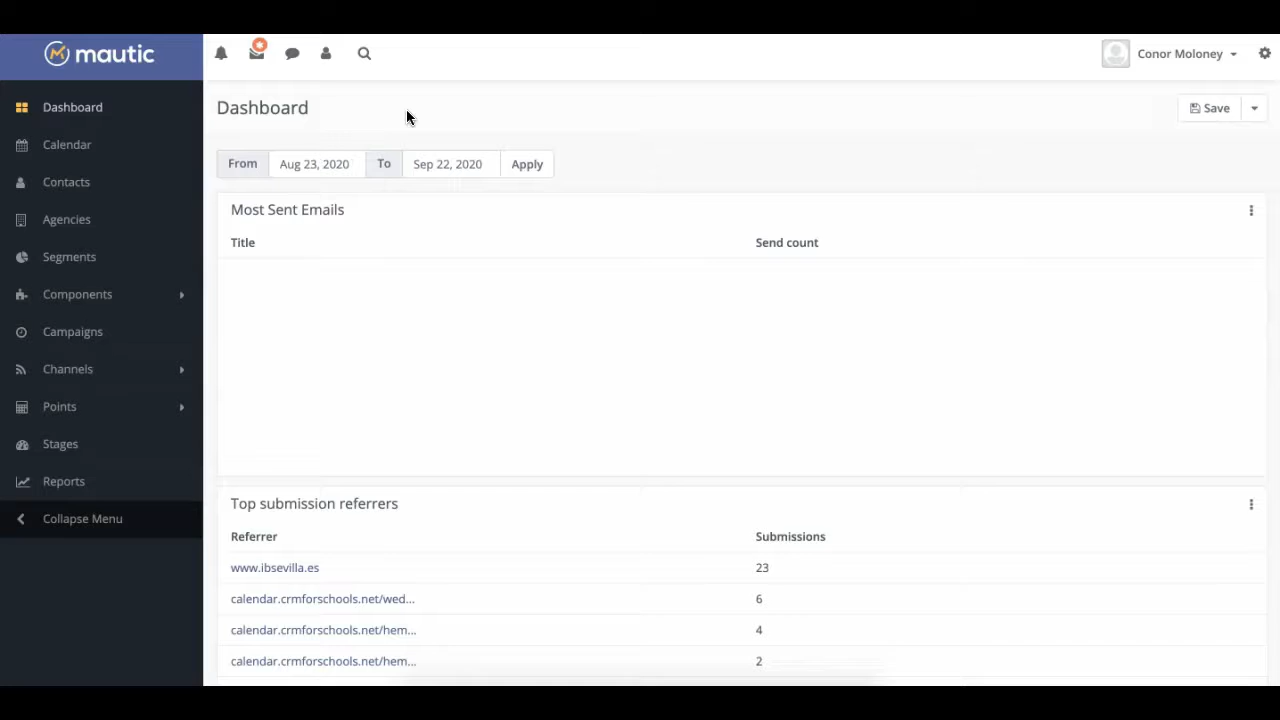 mautic
Conor Moloney
Dashboard
Calendar
Contacts
Agencies
Segments
Components
Campaigns
Channels
Points
Stages
Reports
Collapse Menu
Dashboard
Save
From Aug 23, 2020 To Sep 22, 2020 Apply
Most Sent Emails
Title Send count
Top submission referrers
Referrer Submissions
www.ibsevilla.es 23
calendar.crmforschools.net/wed... 6
calendar.crmforschools.net/hem... 4
calendar.crmforschools.net/hem... 2